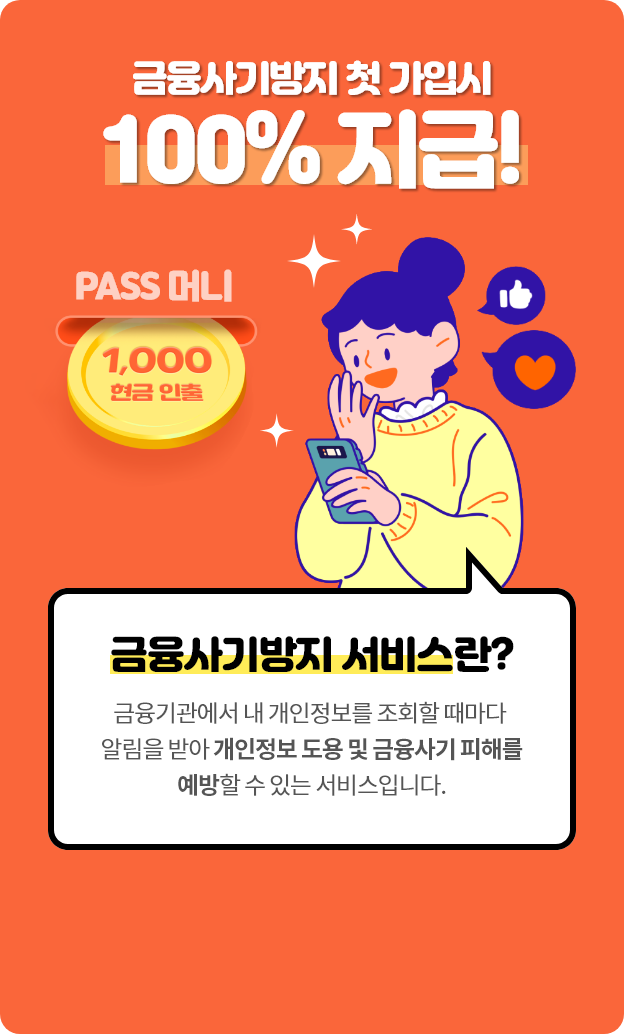 금융사기방지 첫 가입시
100% 지급!
PASS 머니
1,000
현금 인출
금융사기방지 서비스란?
금융기관에서 내 개인정보를 조회할 때마다
알림을 받아 개인정보 도용 및 금융사기 피해를
예방할 수 있는 서비스입니다.